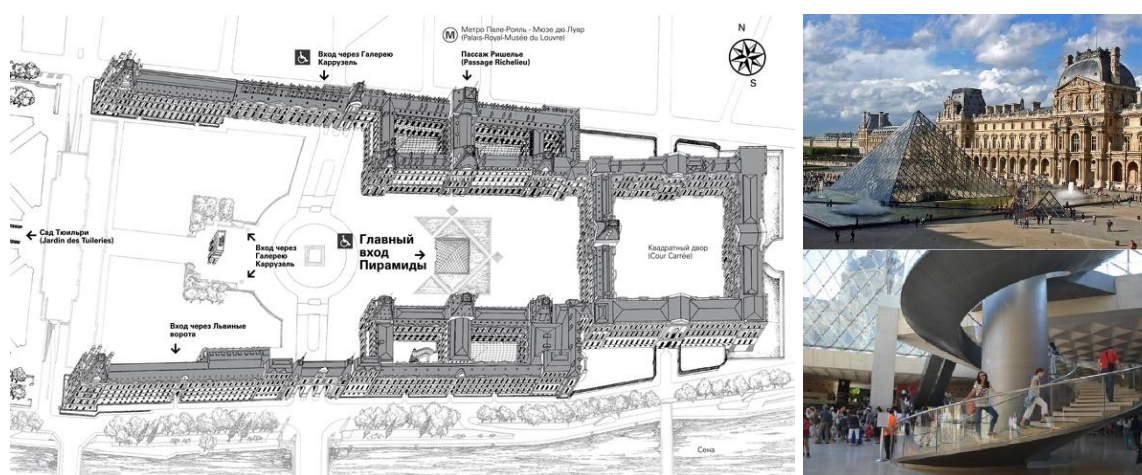 M
Метро Пале-Рояль - Мюзе дю Лувр
(Palais-Royal-Musée du Louvre)
N
S
Вход через Галерею
Каррузель
Пассаж Ришелье
(Passage Richelieu)
Сад Тюильри
(Jardin des Tuileries)
Вход через
Галерею
Каррузель
Главный
вход
Пирамиды
Квадратный двор
(Cour Carrée)
Вход через Львиные
ворота
Сена